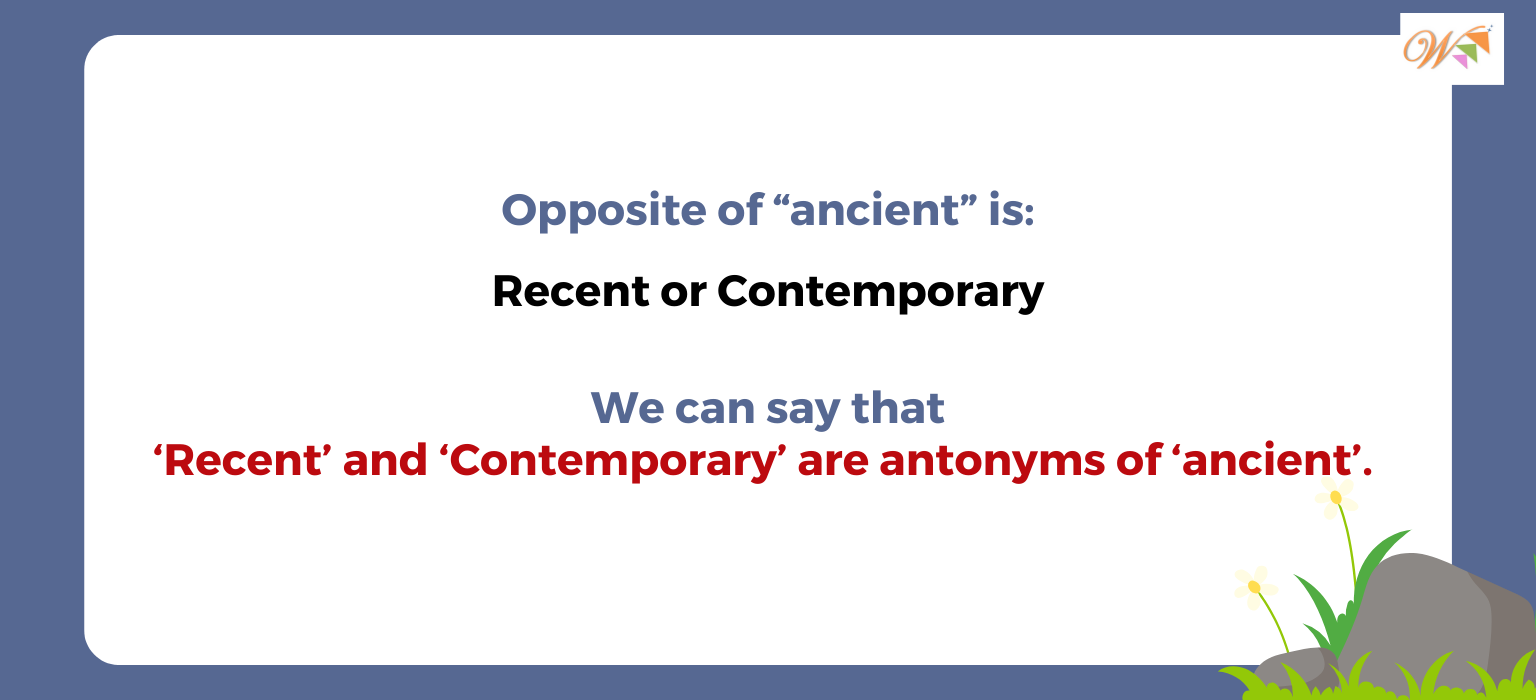 W
Opposite of “ancient” is:
Recent or Contemporary
We can say that
‘Recent’ and ‘Contemporary’ are antonyms of ‘ancient’.